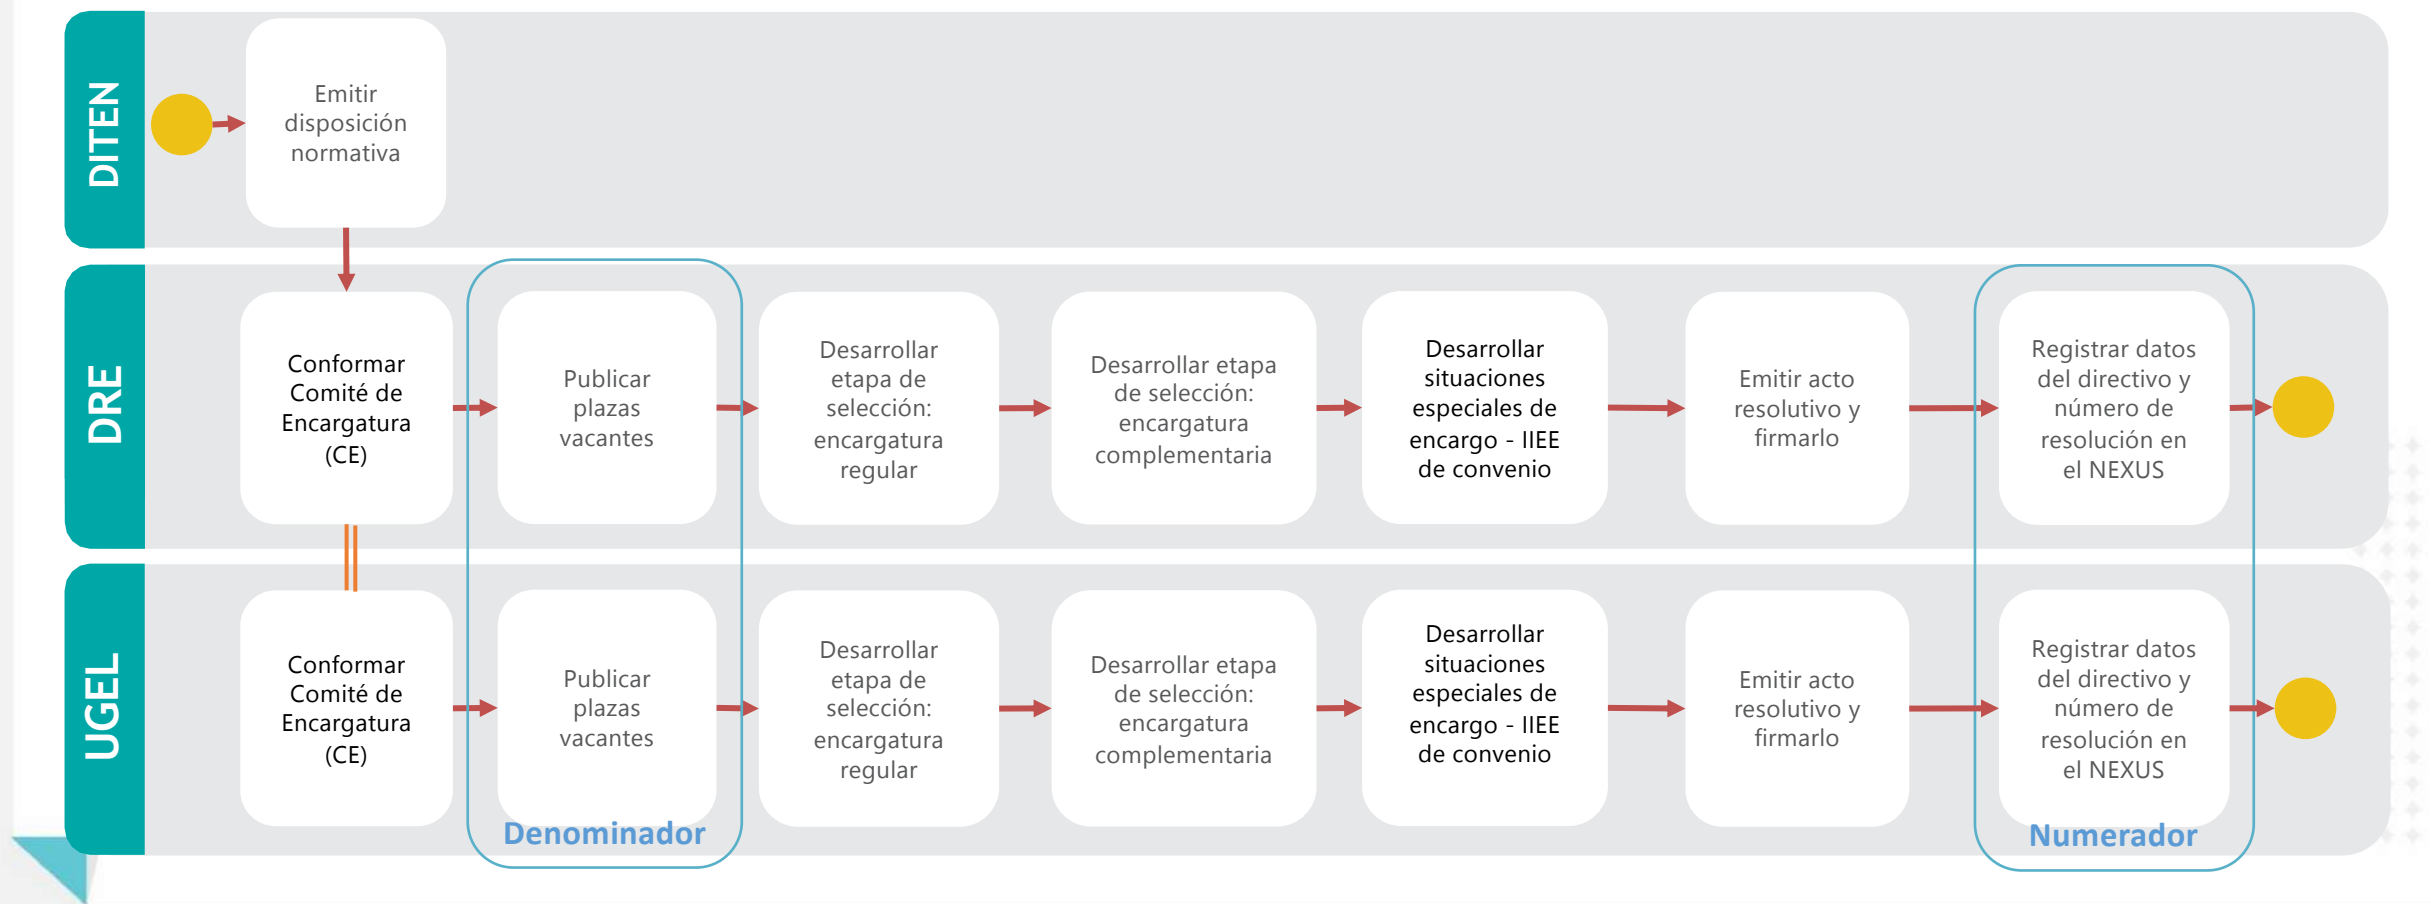 DITEN
Emitir
disposición
normativa
DRE
Conformar
Comité de
Encargatura
(CE)
Publicar
plazas
vacantes
Desarrollar
etapa de
selección:
encargatura
regular
Desarrollar etapa
de selección:
encargatura
complementaria
Desarrollar
situaciones
especiales de
encargo - IIEE
de convenio
Emitir acto
resolutivo y
firmarlo
Registrar datos
del directivo y
número de
resolución en
el NEXUS
UGEL
Conformar
Comité de
Encargatura
(CE)
Publicar
plazas
vacantes
Desarrollar
etapa de
selección:
encargatura
regular
Desarrollar etapa
de selección:
encargatura
complementaria
Desarrollar
situaciones
especiales de
encargo - IIEE
de convenio
Emitir acto
resolutivo y
firmarlo
Registrar datos
del directivo y
número de
resolución en
el NEXUS
Denominador
Numerador